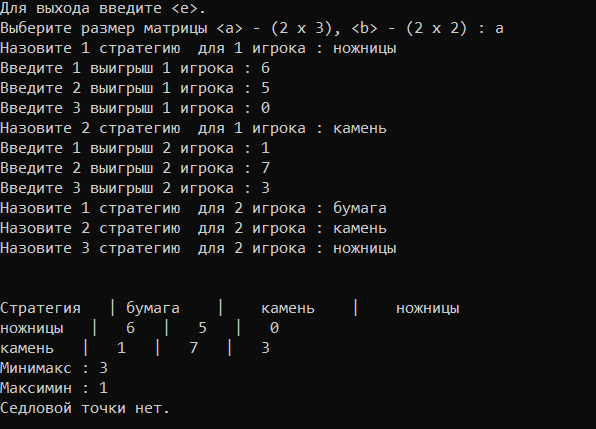 Для выхода введите <e>.
Выберите размер матрицы <a> - (2 x 3), <b> - (2 x 2) : a
Назовите 1 стратегию  для 1 игрока : ножницы
Введите 1 выигрыш 1 игрока : 6
Введите 2 выигрыш 1 игрока : 5
Введите 3 выигрыш 1 игрока : 0
Назовите 2 стратегию  для 1 игрока : камень
Введите 1 выигрыш 2 игрока : 1
Введите 2 выигрыш 2 игрока : 7
Введите 3 выигрыш 2 игрока : 3
Назовите 1 стратегию  для 2 игрока : бумага
Назовите 2 стратегию  для 2 игрока : камень
Назовите 3 стратегию  для 2 игрока : ножницы
Стратегия   | бумага    |    камень    |    ножницы
ножницы   |   6   |   5   |   0
камень   |   1   |   7   |   3
Минимакс : 3
Максимин : 1
Седловой точки нет.